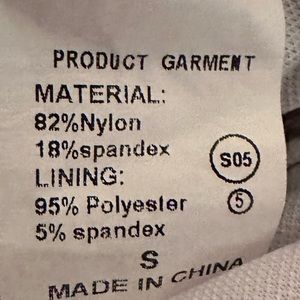 PRODUCT GARMENT
MATERIAL:
82%Nylon
18%spandex
S05
LINING:
95% Polyester
5
5% spandex
S
MADE IN CHINA